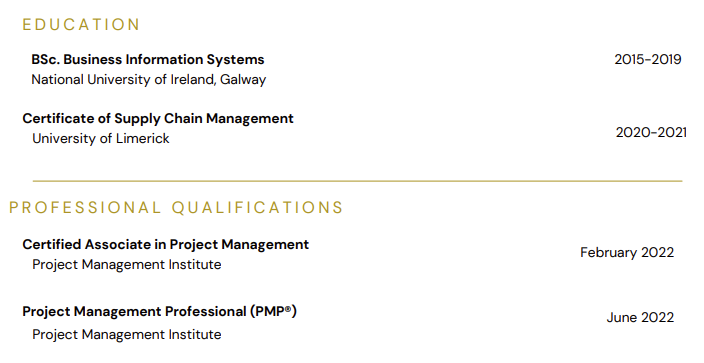 EDUCATION
BSc. Business Information Systems 2015-2019
National University of Ireland, Galway
Certificate of Supply Chain Management
University of Limerick 2020-2021
PROFESSIONAL QUALIFICATIONS
Certified Associate in Project Management
February 2022
Project Management Institute
Project Management Professional (PMP®)
June 2022
Project Management Institute